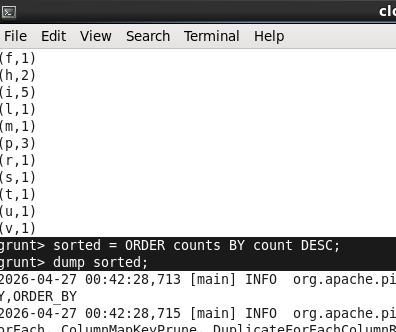 clo
File Edit View Search Terminal Help
(f,1)
(h,2)
(i,5)
(l,1)
(m,1)
(p,3)
(r,1)
(s,1)
(t,1)
(u,1)
(v,1)
grunt> sorted = ORDER counts BY count DESC;
grunt> dump sorted;
2026-04-27 00:42:28,713 [main] INFO  org.apache.pi
Y,ORDER_BY
2026-04-27 00:42:28,715 [main] INFO  org.apache.pi
orEach, ColumnMapKeyPrune, DuplicateForEachColumnR